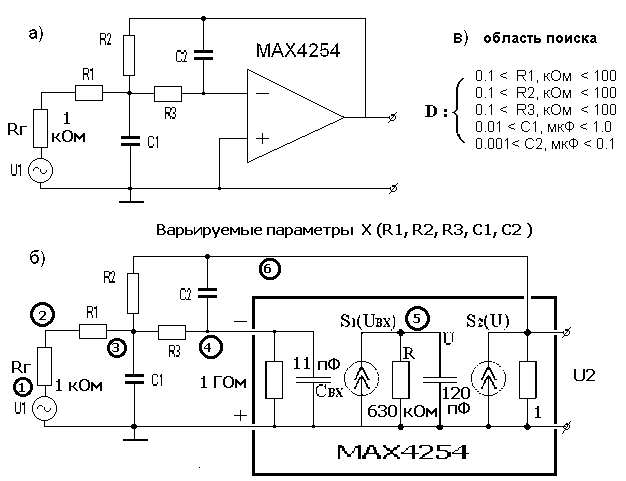 а)
R2
C2
MAX4254
R1
R3
Rг
1
кОм
U1
C1
−
+
в) область поиска
D :
0.1 < R1, кОм < 100
0.1 < R2, кОм < 100
0.1 < R3, кОм < 100
0.01 < C1, мкФ < 1.0
0.001< C2, мкФ < 0.1
Варьируемые параметры X (R1, R2, R3, C1, C2 )
б)
6
R2
C2
2
R1
3
R3
4
−
S1(Uвх)
5
U
S2(U)
Rг
1
1 кОм
U1
C1
1 ГОм
11 пФ
Cвх
R
630 кОм
120 пФ
1
U2
+
MAX4254